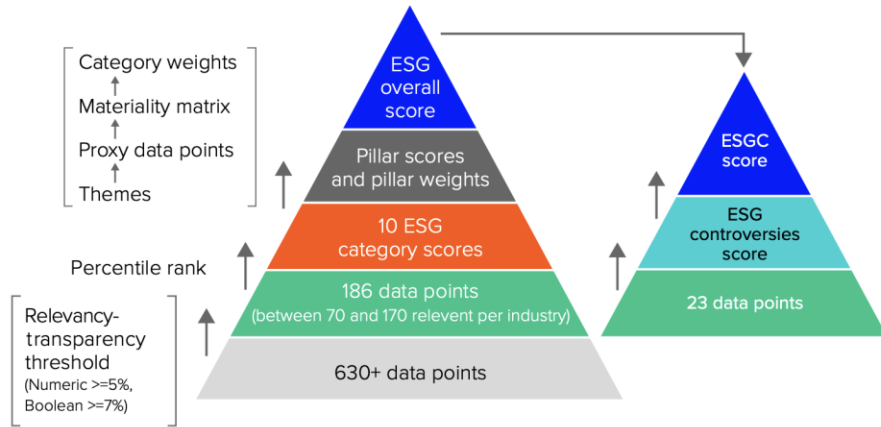 Category weights
Materiality matrix
Proxy data points
Themes
Percentile rank
Relevancy-
transparency
threshold
(Numeric >=5%,
Boolean >=7%)
ESG
overall
score
Pillar scores
and pillar weights
10 ESG
category scores
186 data points
(between 70 and 170 relevent per industry)
630+ data points
ESGC
score
ESG
controversies
score
23 data points